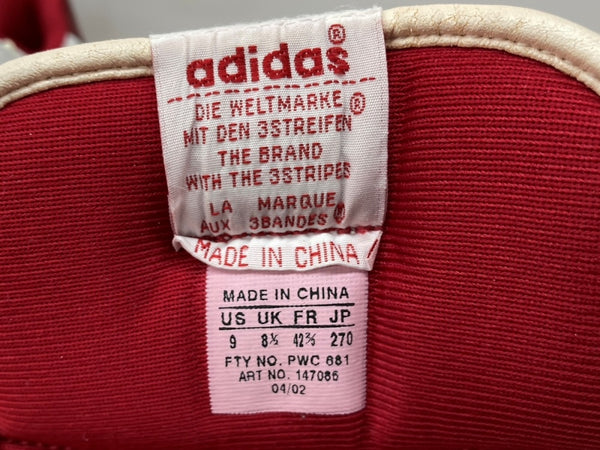 adidas®
DIE WELTMARKE®
MIT DEN 3STREIFEN
THE BRAND
WITH THE 3STRIPES
LA MARQUE
AUX 3BANDES®
MADE IN CHINA
MADE IN CHINA
US UK FR JP
9 8½ 42⅔ 270
FTY NO. PWC 881
ART NO. 147086
04/02